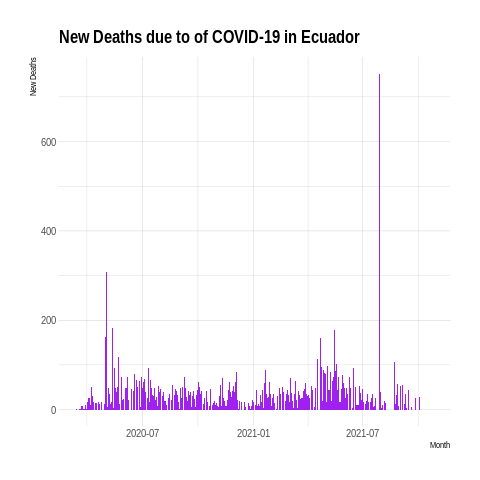 New Deaths due to of COVID-19 in Ecuador
New Deaths
600
400
200
0
2020-07
2021-01
2021-07
Month